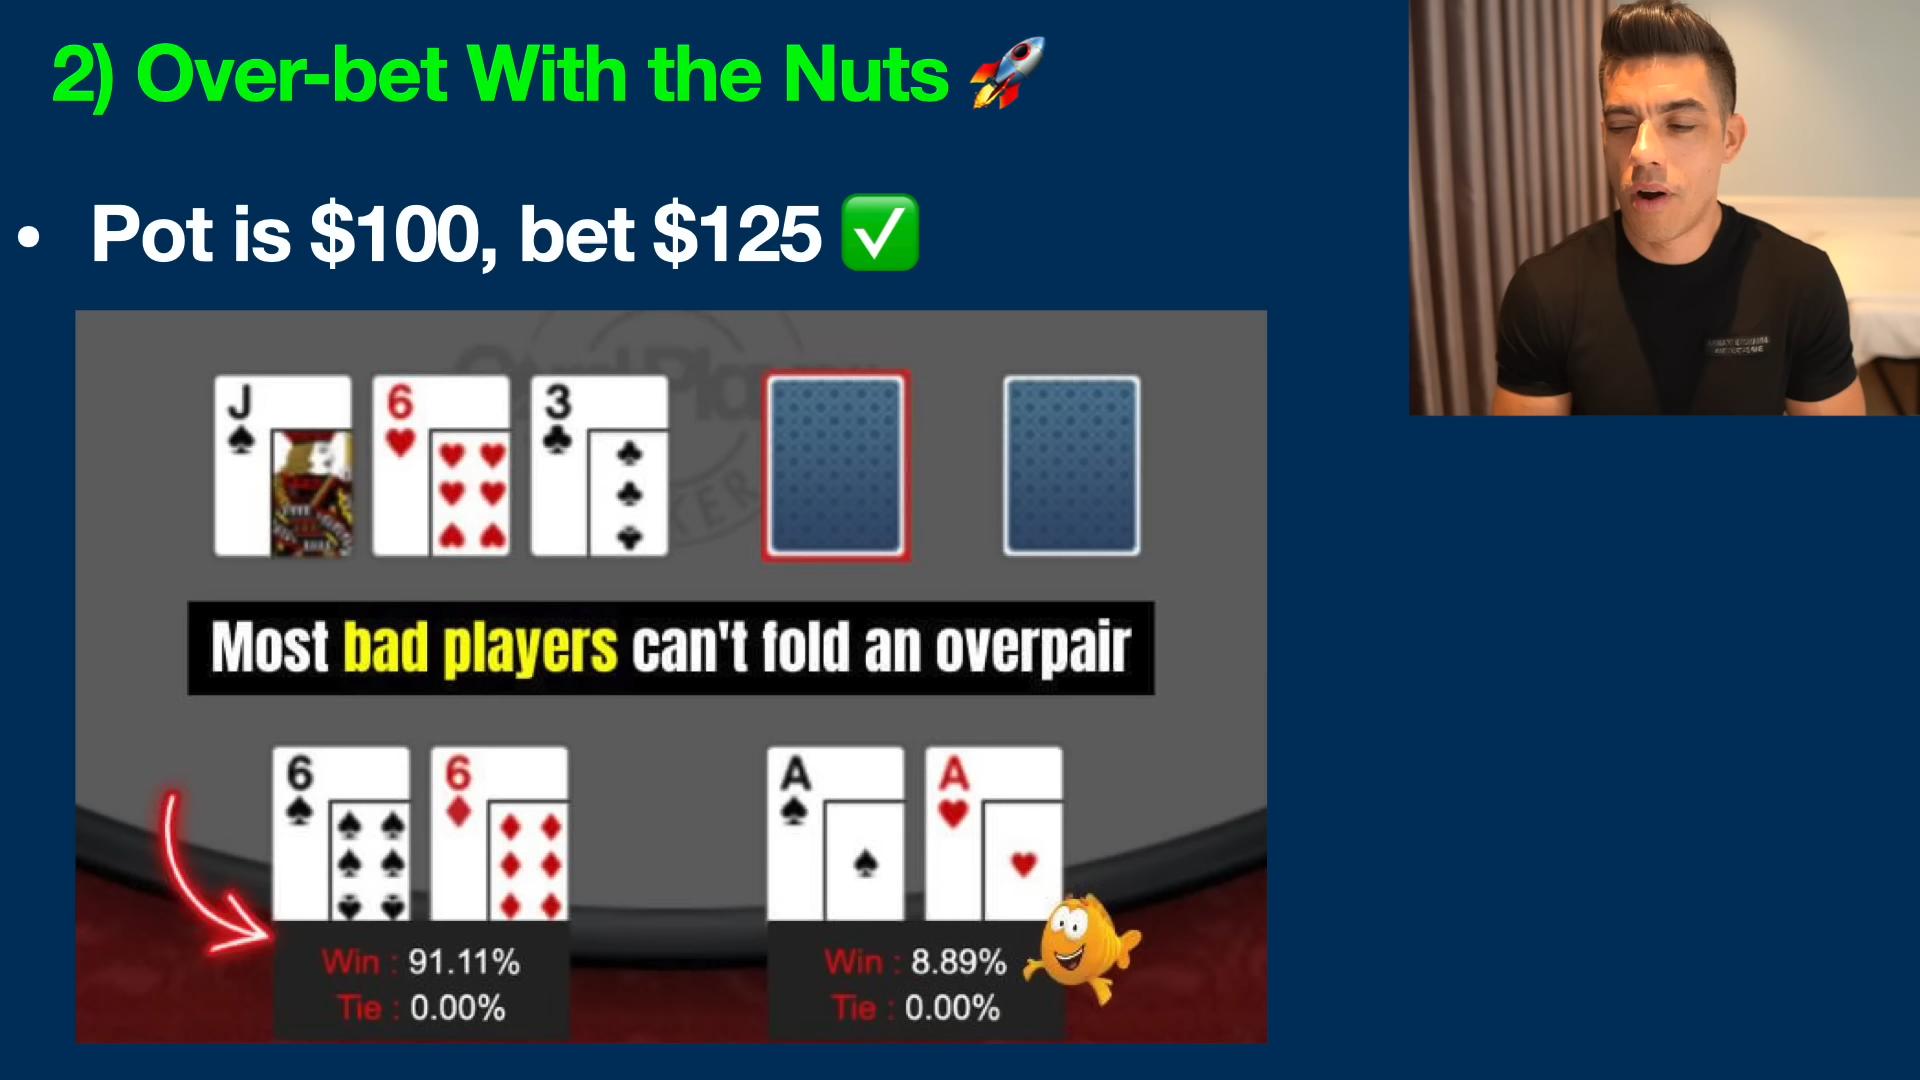 2) Over-bet With the Nuts 🚀
• Pot is $100, bet $125 ✅
J 6 3
Most bad players can't fold an overpair
6 6 A A
Win : 91.11% Win : 8.89%
Tie : 0.00% Tie : 0.00%